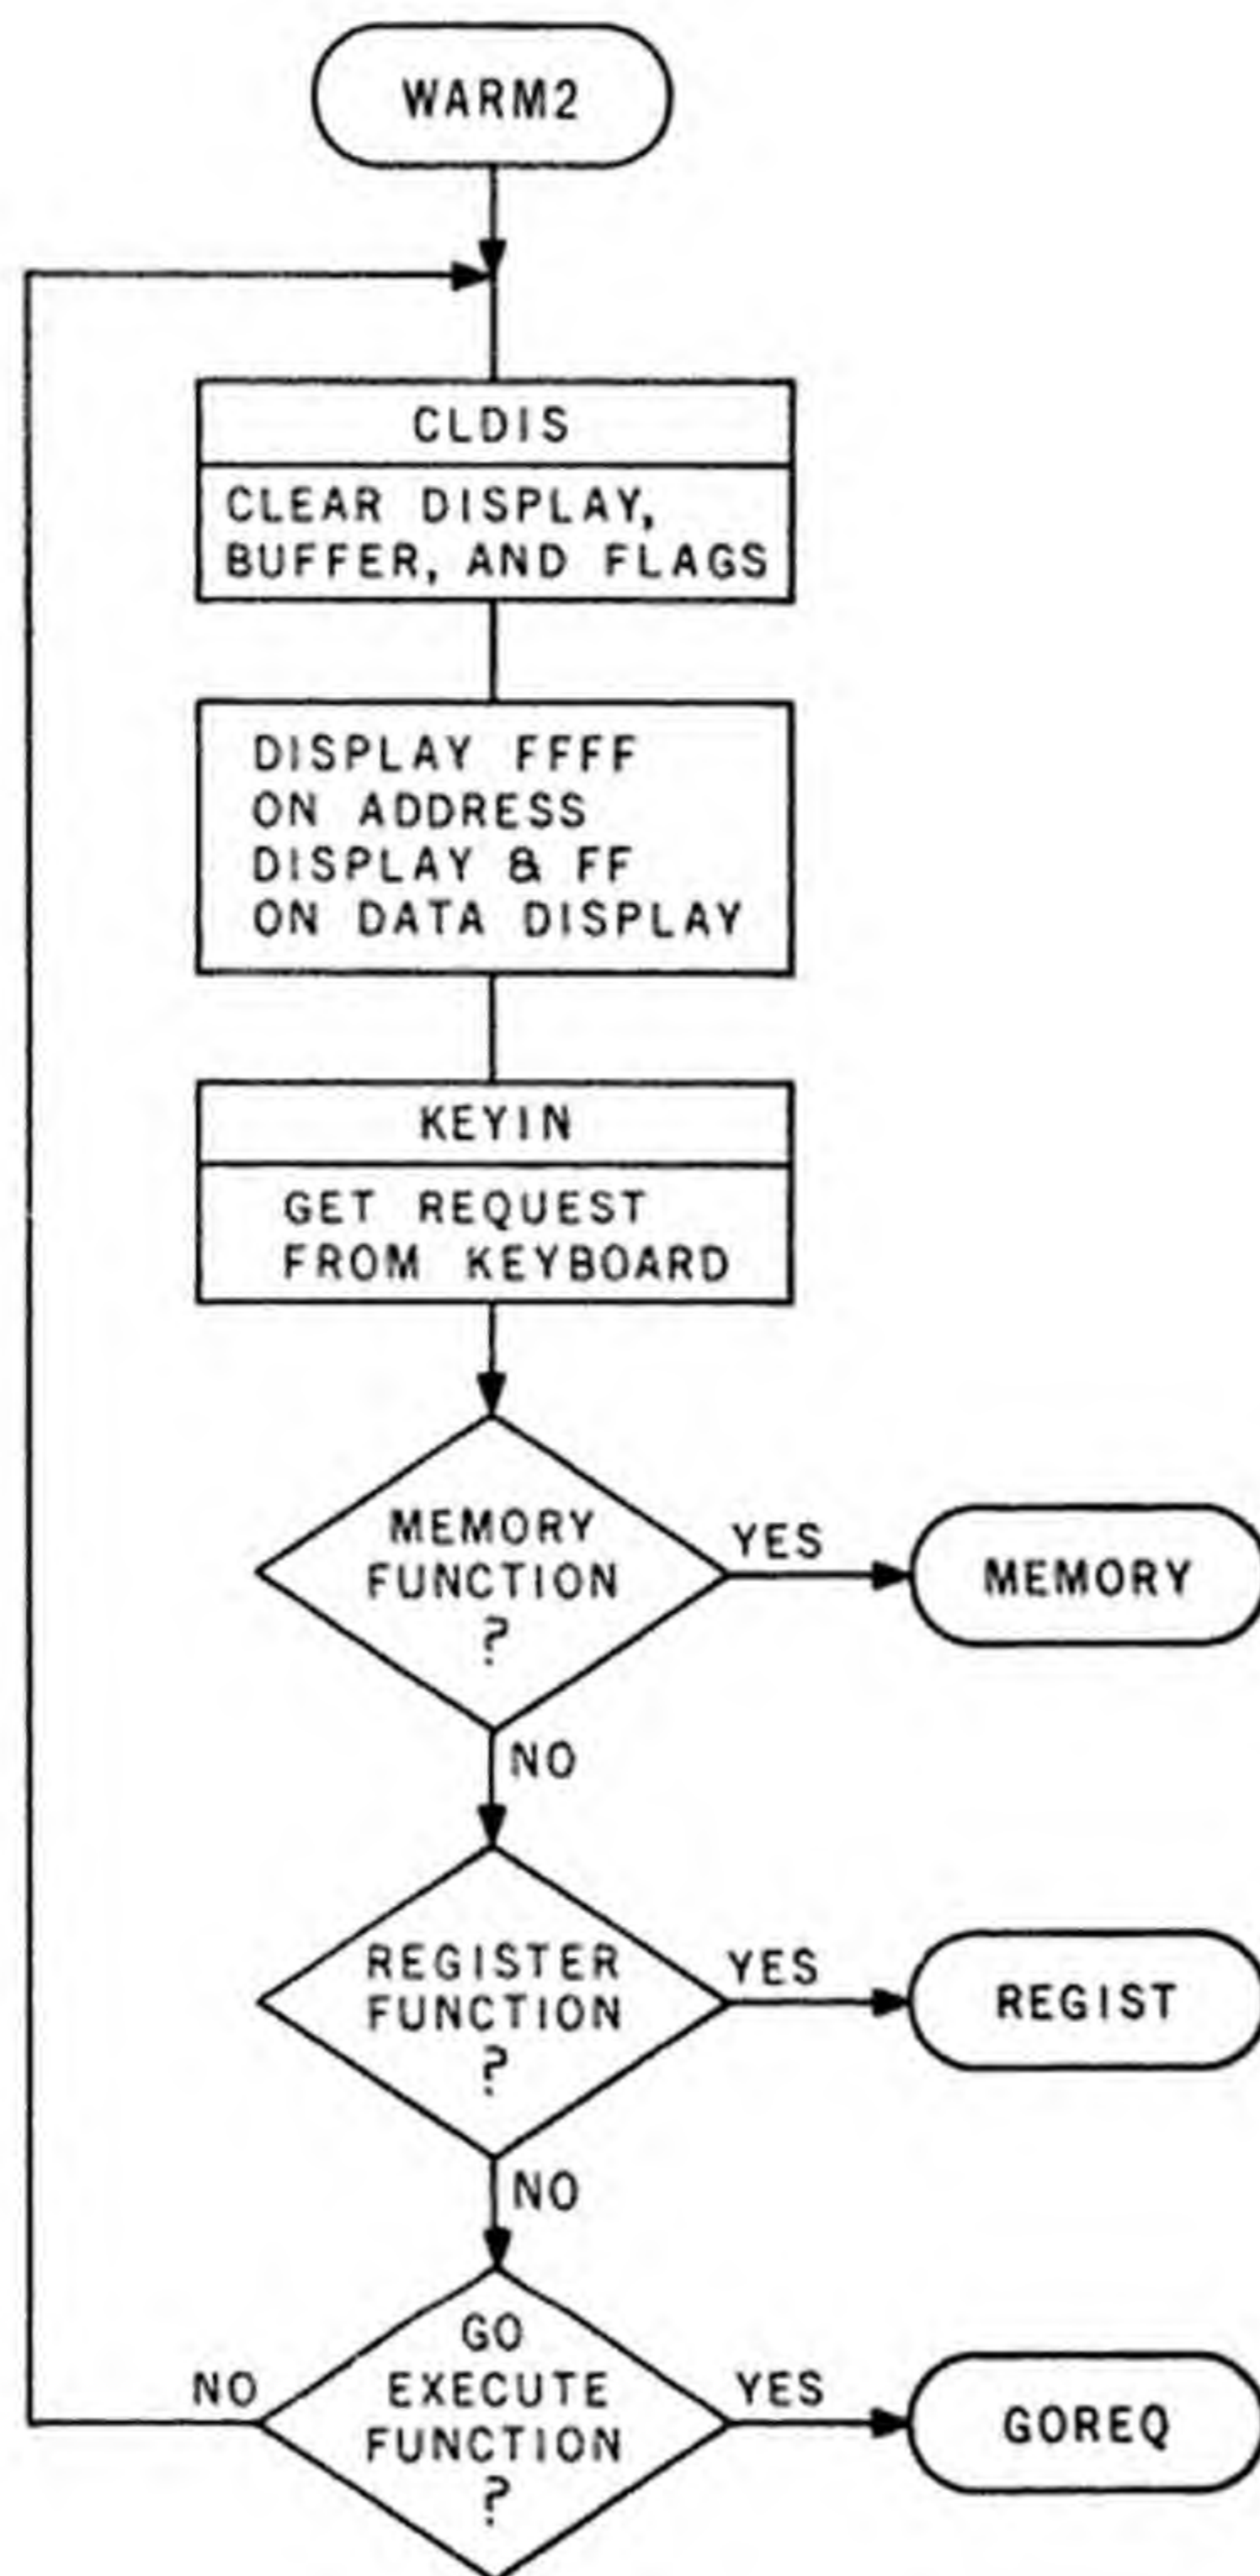 WARM2
CLDIS
CLEAR DISPLAY,
BUFFER, AND FLAGS
DISPLAY FFFF
ON ADDRESS
DISPLAY & FF
ON DATA DISPLAY
KEYIN
GET REQUEST
FROM KEYBOARD
MEMORY
FUNCTION
?
YES
MEMORY
NO
REGISTER
FUNCTION
?
YES
REGIST
NO
GO
EXECUTE
FUNCTION
?
NO
YES
GOREQ